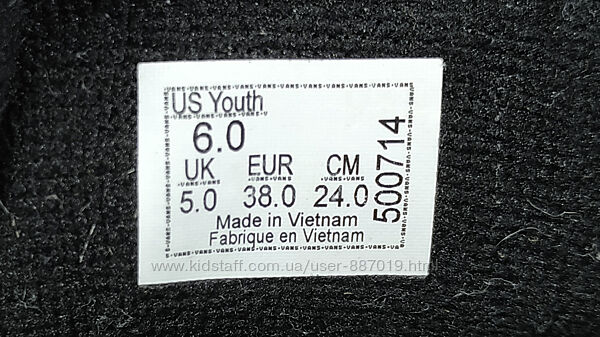 US Youth
6.0
UK EUR CM
5.0 38.0 24.0
Made in Vietnam
Fabrique en Vietnam
500714
www.kidstaff.com.ua/user-887019.html